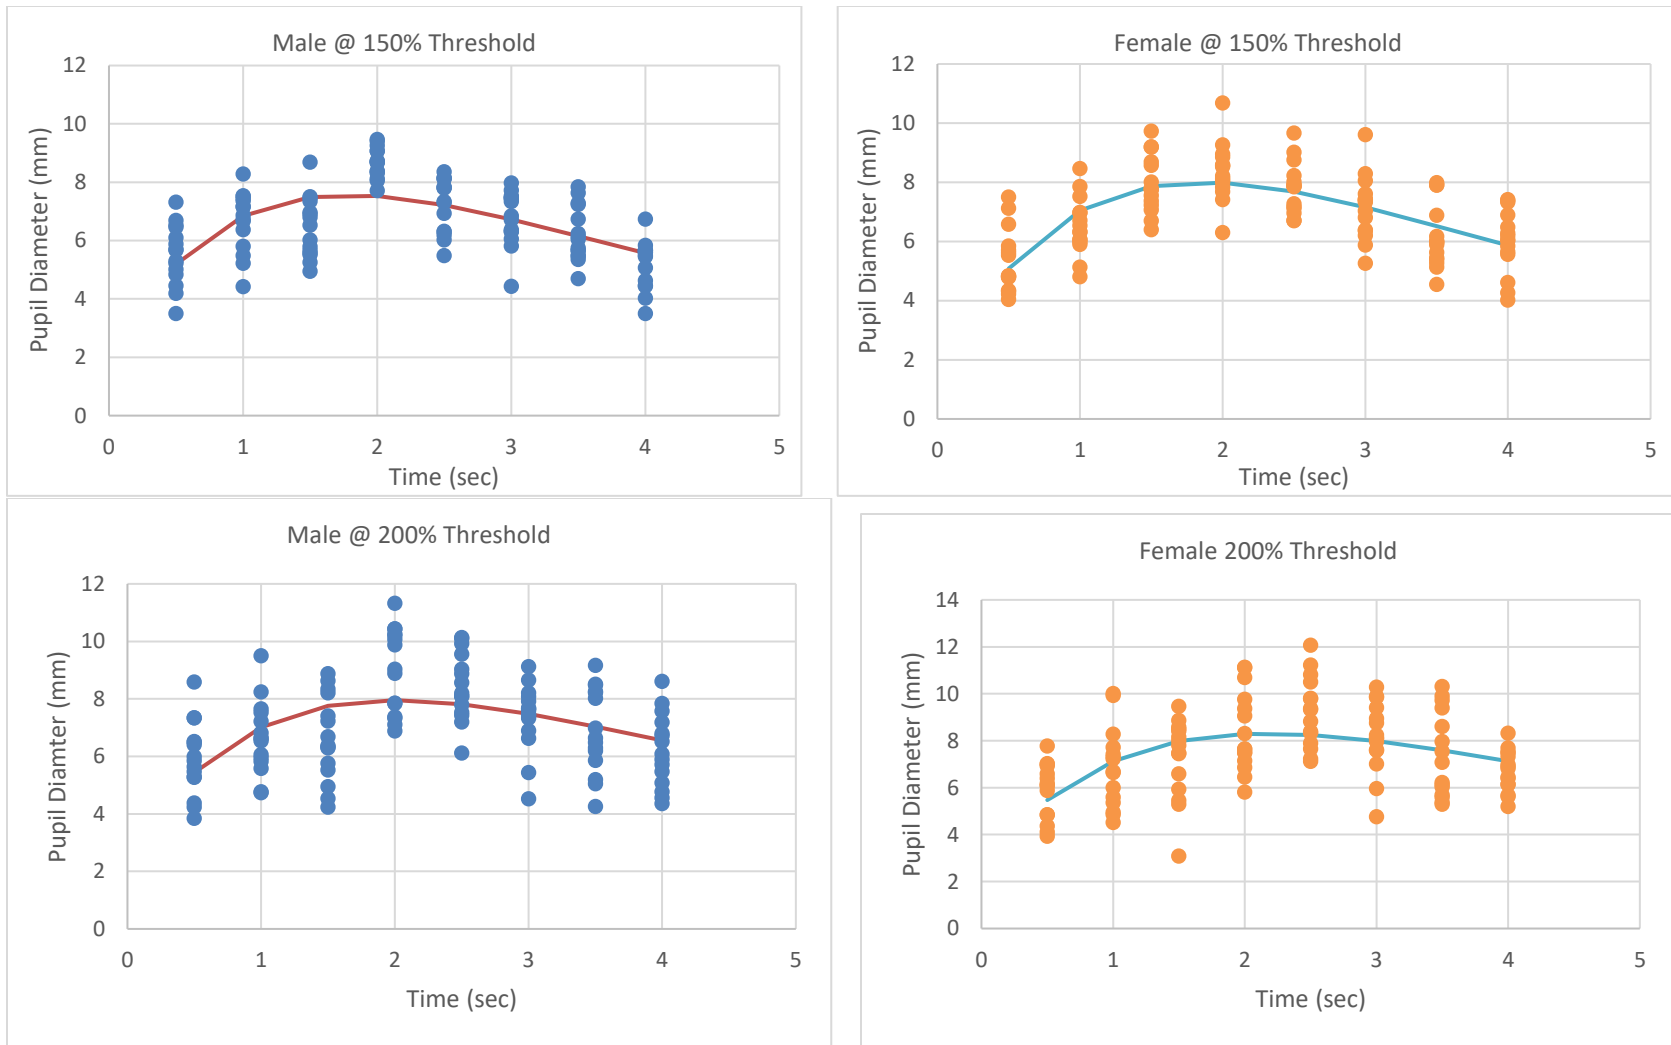 Male @ 150% Threshold
12
10
8
6
4
2
0
0 1 2 3 4 5
Pupil Diameter (mm)
Time (sec)
Female @ 150% Threshold
12
10
8
6
4
2
0
0 1 2 3 4 5
Pupil Diameter (mm)
Time (sec)
Male @ 200% Threshold
12
10
8
6
4
2
0
0 1 2 3 4 5
Pupil Diamter (mm)
Time (sec)
Female 200% Threshold
14
12
10
8
6
4
2
0
0 1 2 3 4 5
Pupil Diameter (mm)
Time (sec)